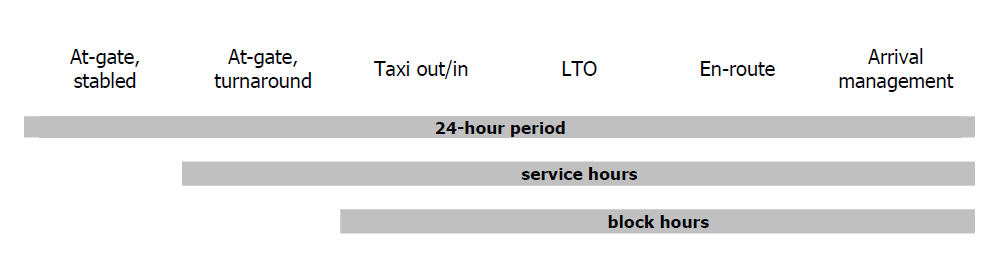 At-gate,
stabled
At-gate,
turnaround
Taxi out/in
LTO
En-route
Arrival
management
24-hour period
service hours
block hours